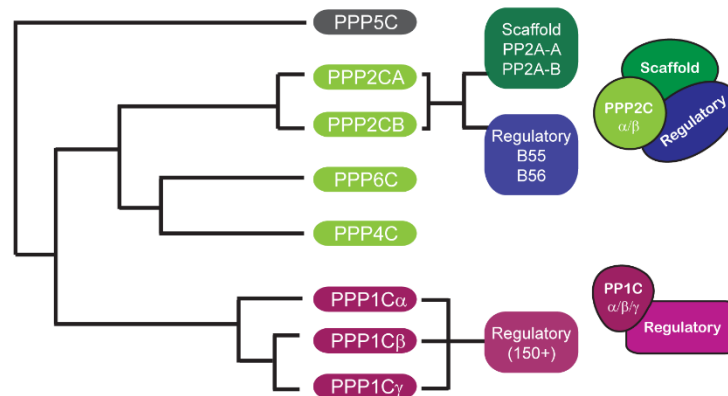 PPP5C
PPP2CA
PPP2CB
PPP6C
PPP4C
PPP1Cα
PPP1Cβ
PPP1Cγ
Scaffold
PP2A-A
PP2A-B
Regulatory
B55
B56
Regulatory
(150+)
Scaffold
PPP2C
α/β
Regulatory
PP1C
α/β/γ
Regulatory